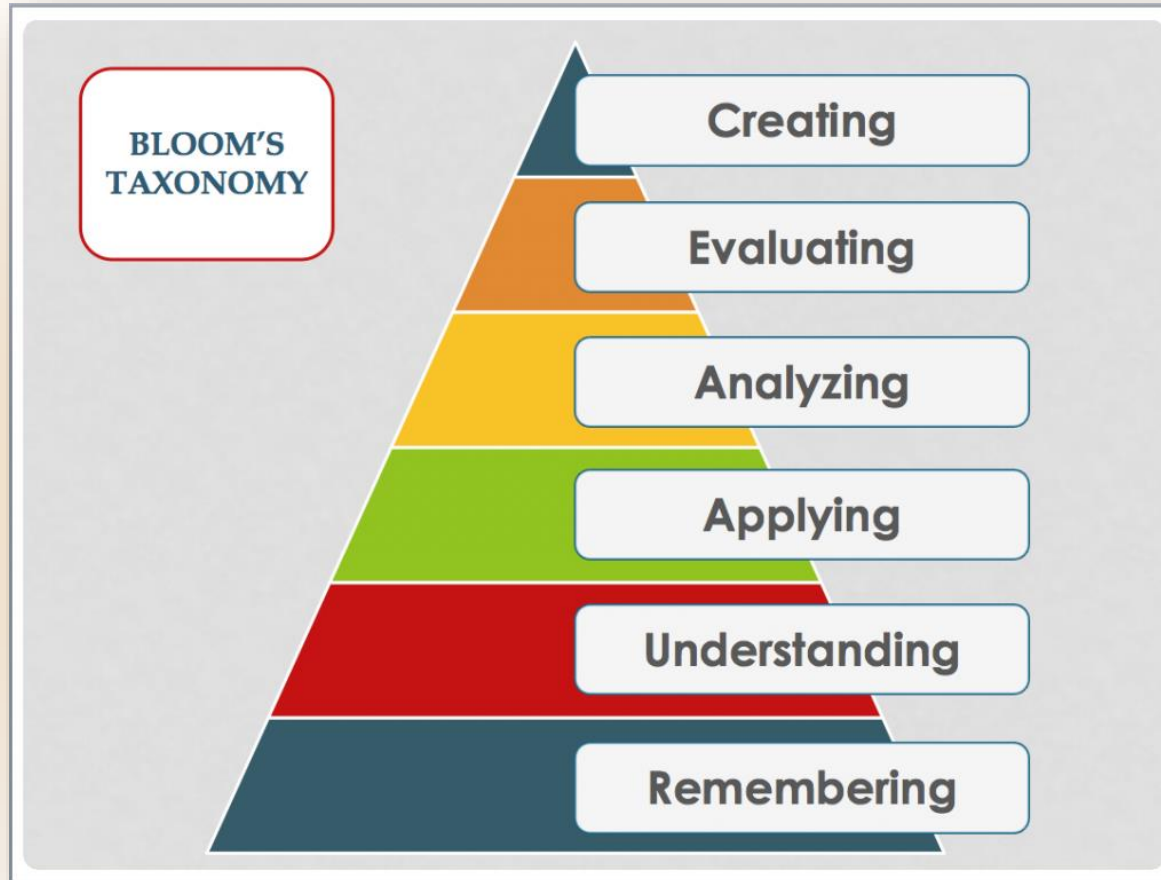 BLOOM'S
TAXONOMY
Creating
Evaluating
Analyzing
Applying
Understanding
Remembering